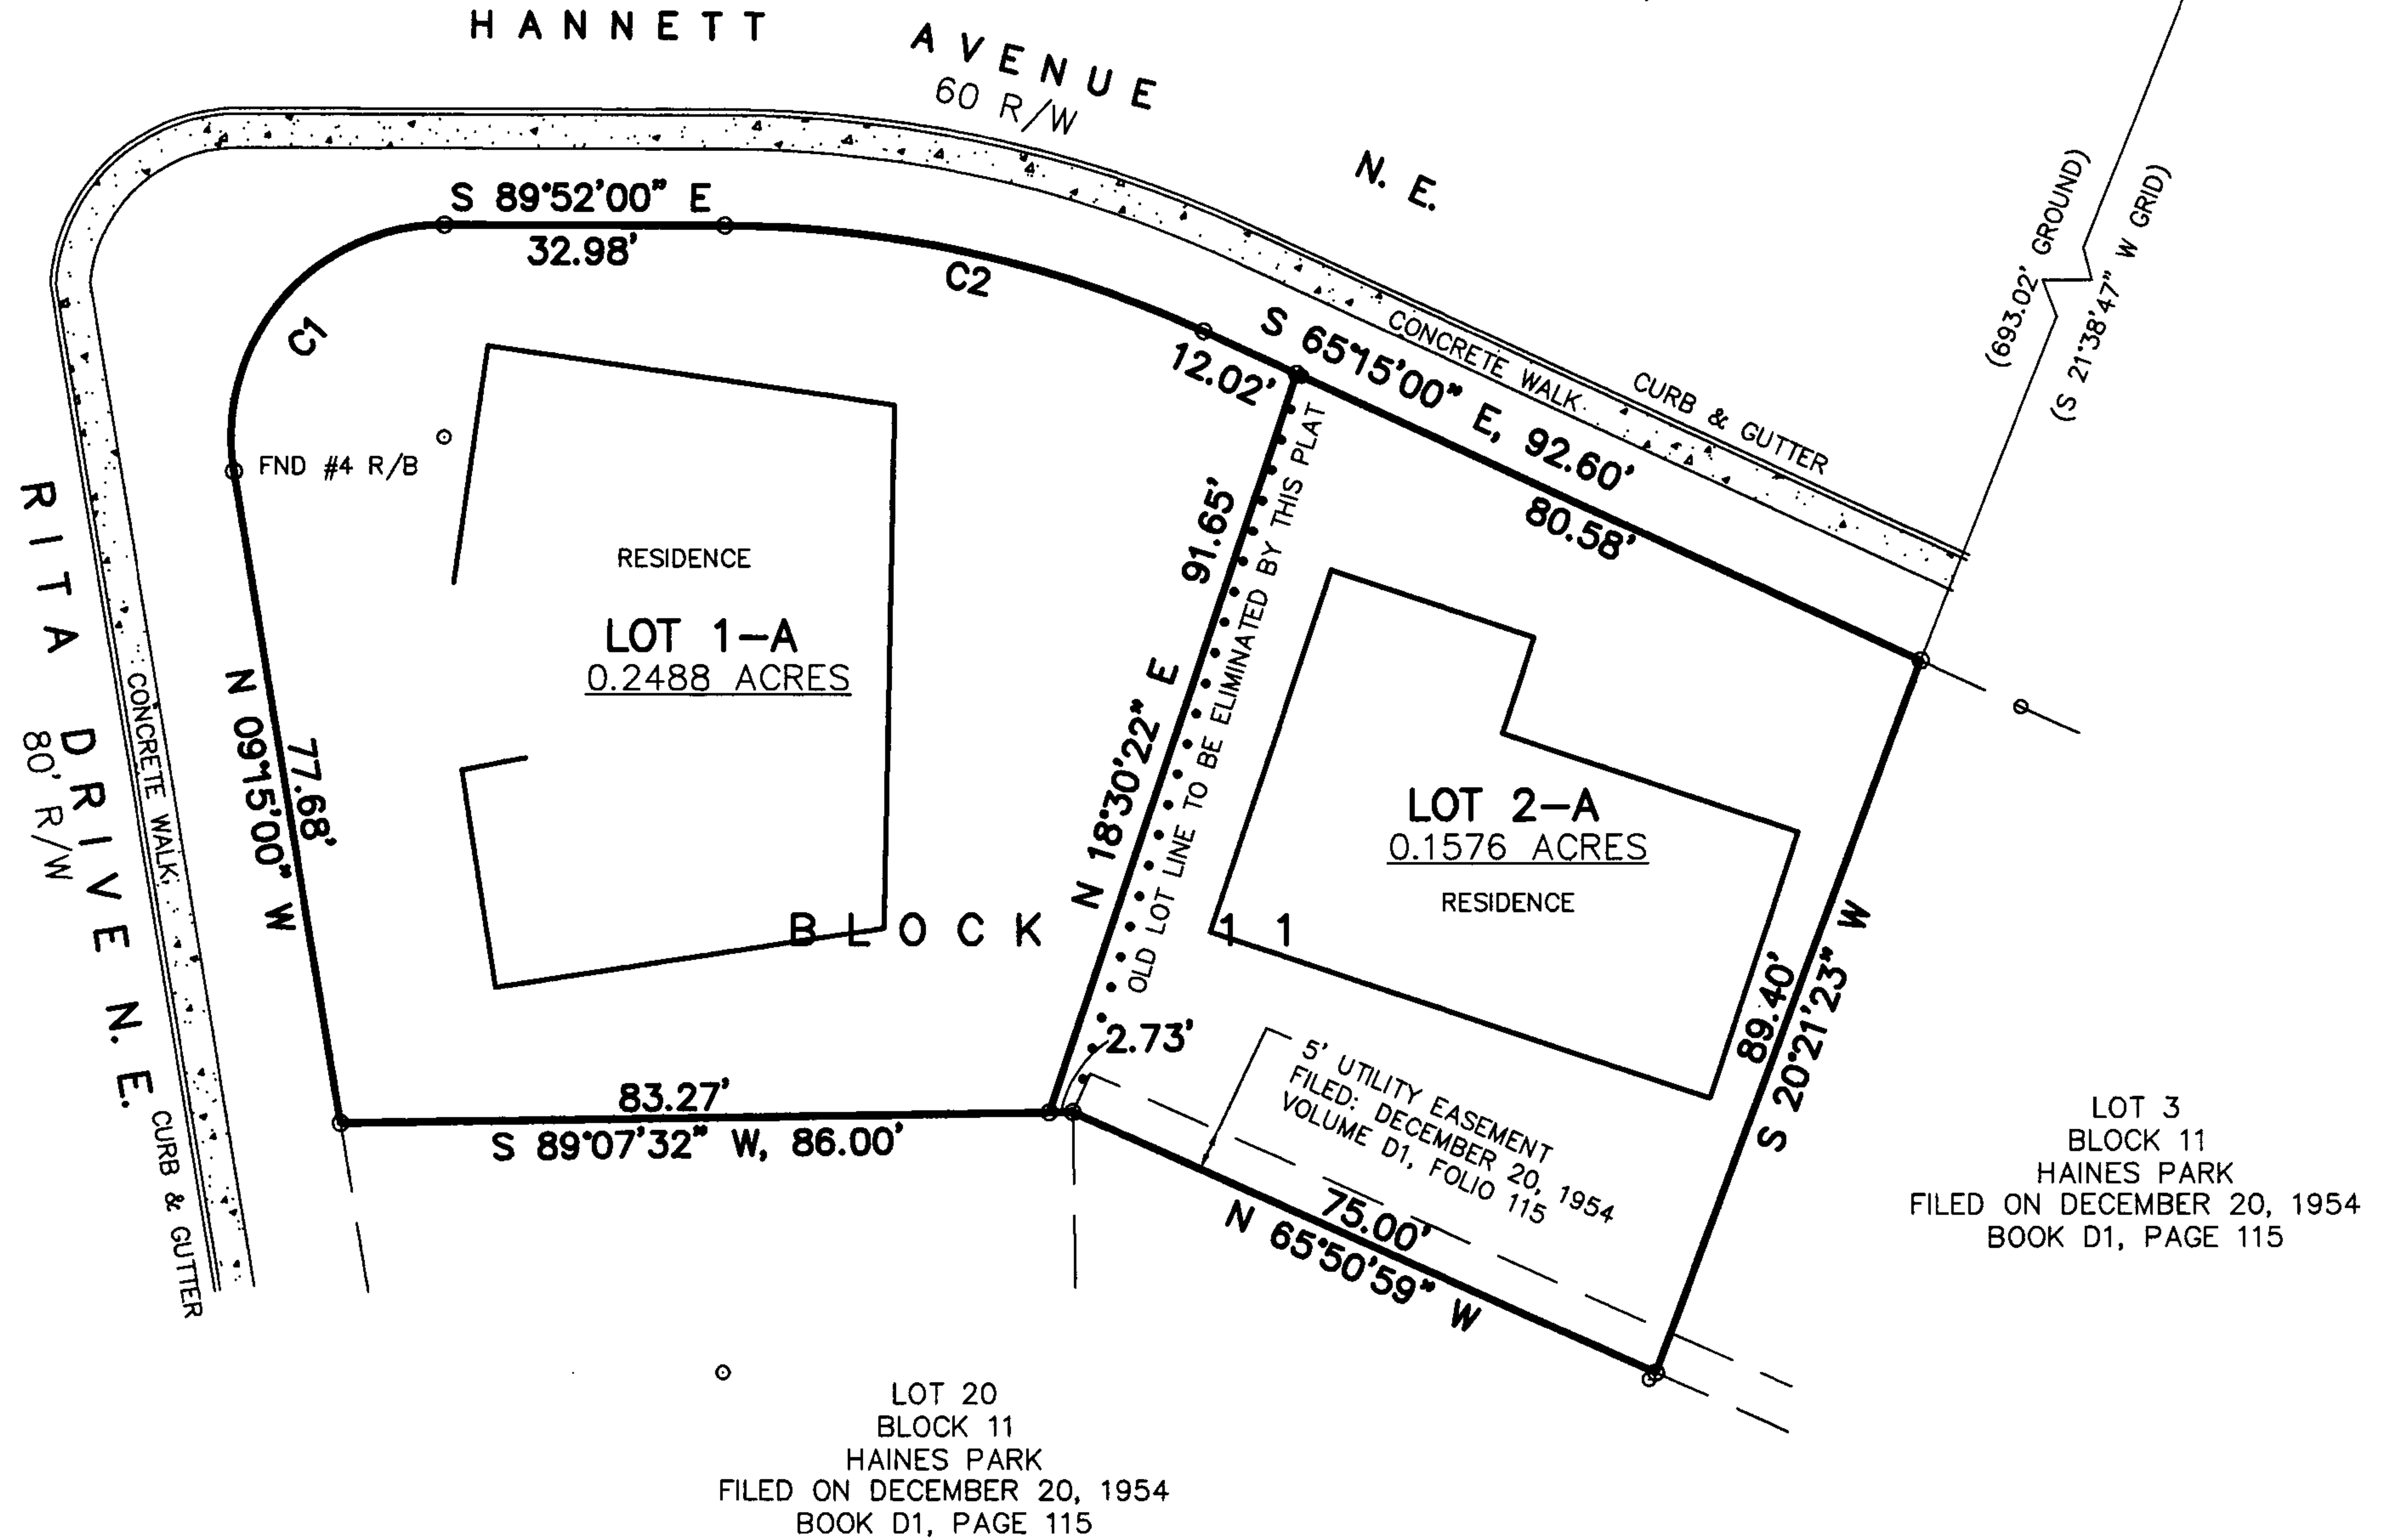 HANNETT AVENUE N. E.
60 R/W
S 89°52'00" E
32.98'
C1
C2
FND #4 R/B
12.02'
S 65°15'00" E, 92.60'
80.58'
CONCRETE WALK
CURB & GUTTER
(693.02' GROUND)
(S 21°38'47" W GRID)
RITA DRIVE N. E.
80' R/W
CONCRETE WALK
CURB & GUTTER
N 09°15'00" W
77.68'
RESIDENCE
LOT 1-A
0.2488 ACRES
91.65'
N 18°30'22" E
OLD LOT LINE TO BE ELIMINATED BY THIS PLAT
LOT 2-A
0.1576 ACRES
RESIDENCE
BLOCK 11
89.40'
S 20°21'23" W
2.73'
83.27'
S 89°07'32" W, 86.00'
5' UTILITY EASEMENT
FILED: DECEMBER 20, 1954
VOLUME D1, FOLIO 115
75.00'
N 65°50'59" W
LOT 3
BLOCK 11
HAINES PARK
FILED ON DECEMBER 20, 1954
BOOK D1, PAGE 115
LOT 20
BLOCK 11
HAINES PARK
FILED ON DECEMBER 20, 1954
BOOK D1, PAGE 115